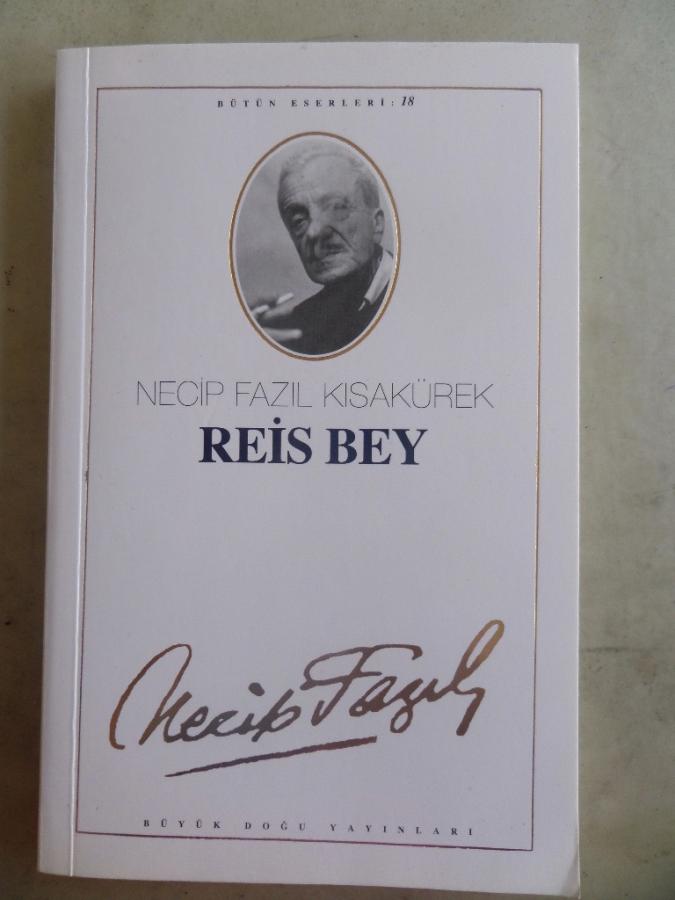 BÜTÜN ESERLERİ: 18
NECİP FAZIL KISAKÜREK
REİS BEY
Necip Fazıl
BÜYÜK DOĞU YAYINLARI